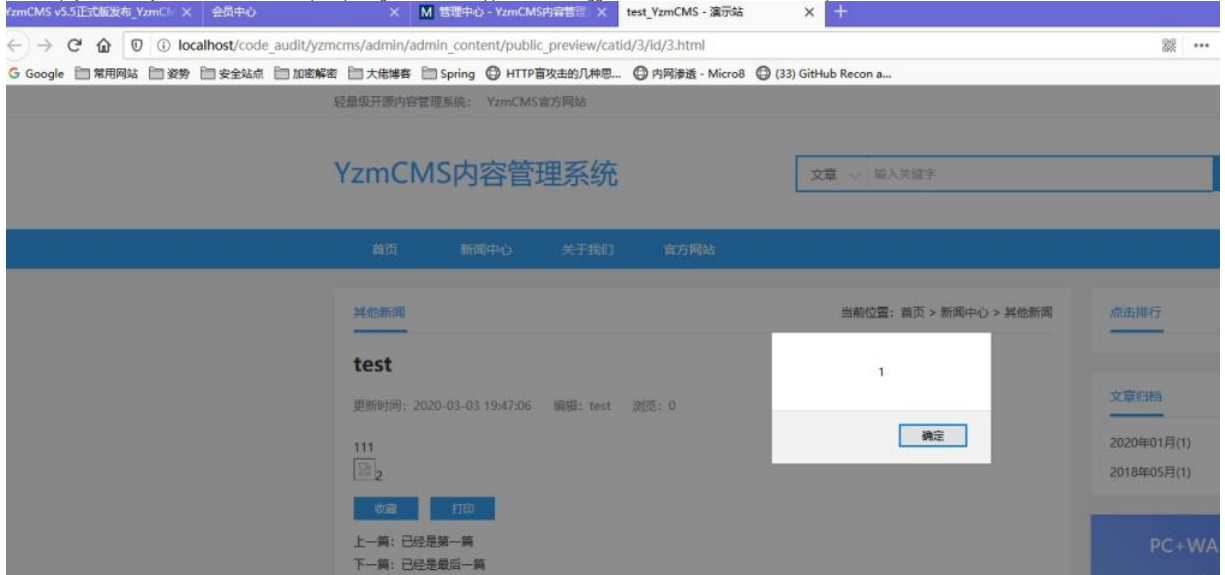 YzmCMS v5.5正式版发布_YzmCM
会员中心
M 管理中心 - YzmCMS内容管理
test_YzmCMS - 演示站
localhost/code_audit/yzmcms/admin/admin_content/public_preview/catid/3/id/3.html
Google 常用网站 姿势 安全站点 加密解密 大佬博客 Spring HTTP盲攻击的几种思... 内网渗透 - Micro8 (33) GitHub Recon a...
轻量级开源内容管理系统: YzmCMS官方网站
YzmCMS内容管理系统
文章 输入关键字
首页 新闻中心 关于我们 官方网站
其他新闻
当前位置:首页 > 新闻中心 > 其他新闻
点击排行
test
1
更新时间:2020-03-03 19:47:06 编辑:test 浏览:0
文章归档
确定
111
2020年01月(1)
2
2018年05月(1)
收藏 打印
上一篇:已经是第一篇
PC+WA
下一篇:已经是最后一篇